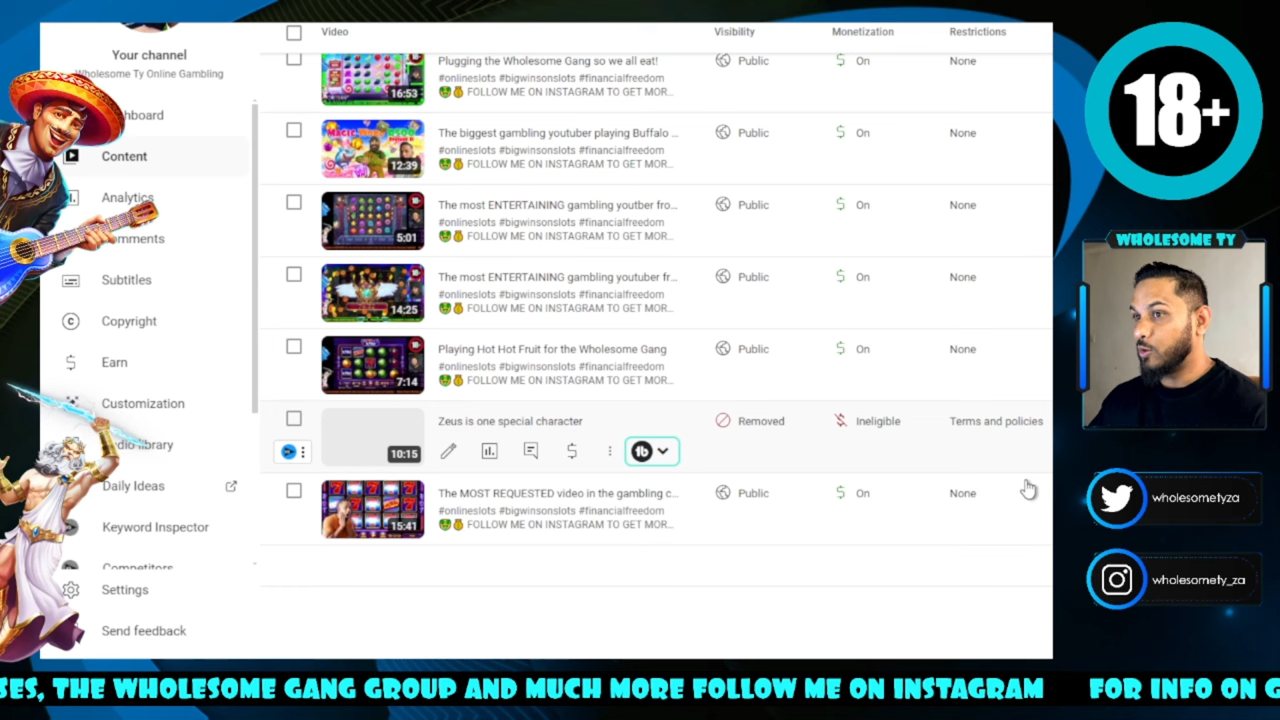 Your channel
Wholesome Ty Online Gambling
Content
Analytics
Subtitles
Copyright
Earn
Customization
Daily Ideas
Keyword Inspector
Competitors
Settings
Send feedback
Video
Visibility
Monetization
Restrictions
16:53
Plugging the Wholesome Gang so we all eat!
#onlineslots #bigwinsonslots #financialfreedom
🤑💰 FOLLOW ME ON INSTAGRAM TO GET MOR...
Public
On
None
12:39
The biggest gambling youtuber playing Buffalo ...
#onlineslots #bigwinsonslots #financialfreedom
🤑💰 FOLLOW ME ON INSTAGRAM TO GET MOR...
Public
On
None
5:01
The most ENTERTAINING gambling youtber fro...
#onlineslots #bigwinsonslots #financialfreedom
🤑💰 FOLLOW ME ON INSTAGRAM TO GET MOR...
Public
On
None
14:25
The most ENTERTAINING gambling youtuber fr...
#onlineslots #bigwinsonslots #financialfreedom
🤑💰 FOLLOW ME ON INSTAGRAM TO GET MOR...
Public
On
None
7:14
Playing Hot Hot Fruit for the Wholesome Gang
#onlineslots #bigwinsonslots #financialfreedom
🤑💰 FOLLOW ME ON INSTAGRAM TO GET MOR...
Public
On
None
10:15
Zeus is one special character
Removed
Ineligible
Terms and policies
15:41
The MOST REQUESTED video in the gambling c...
#onlineslots #bigwinsonslots #financialfreedom
🤑💰 FOLLOW ME ON INSTAGRAM TO GET MOR...
Public
On
None
18+
WHOLESOME TY
wholesometyza
wholesomety_za
THE WHOLESOME GANG GROUP AND MUCH MORE FOLLOW ME ON INSTAGRAM
FOR INFO ON